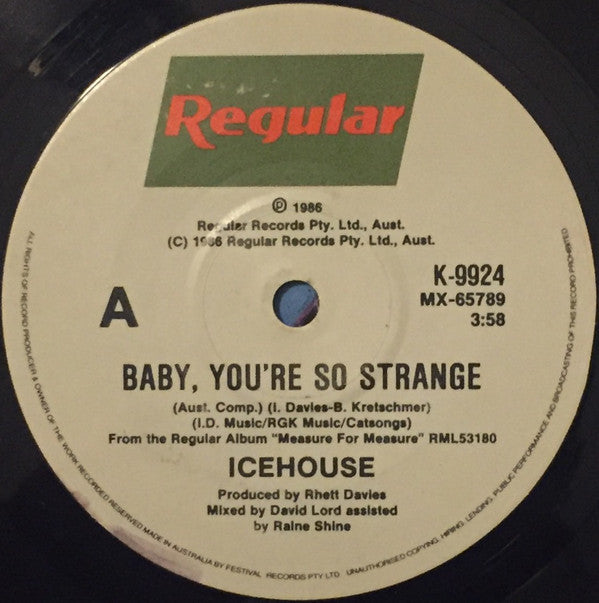 Regular
℗ 1986
Regular Records Pty. Ltd., Aust.
(C) 1986 Regular Records Pty. Ltd., Aust.
A
K-9924
MX-65789
3:58
BABY, YOU'RE SO STRANGE
(Aust. Comp.) (I. Davies-B. Kretschmer)
(I.D. Music/RGK Music/Catsongs)
From the Regular Album "Measure For Measure" RML53180
ICEHOUSE
Produced by Rhett Davies
Mixed by David Lord assisted
by Raine Shine
ALL RIGHTS OF RECORD PRODUCER & OWNER OF THE WORK RECORDED RESERVED MADE IN AUSTRALIA BY FESTIVAL RECORDS PTY LTD UNAUTHORISED COPYING, HIRING, LENDING, PUBLIC PERFORMANCE AND BROADCASTING OF THIS RECORD PROHIBITED